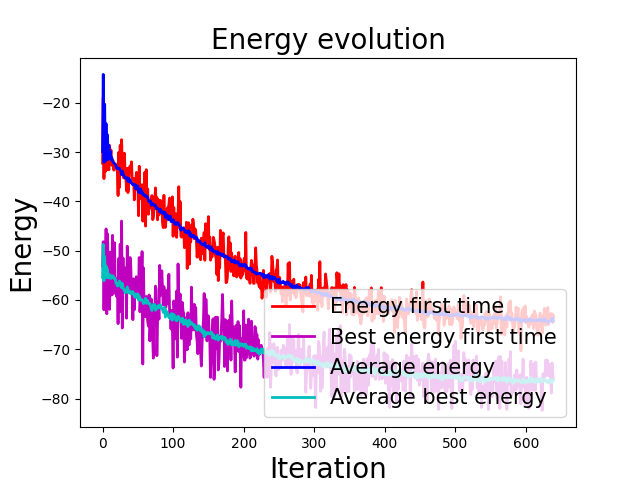 Energy evolution
Energy
−20
−30
−40
−50
−60
−70
−80
Energy first time
Best energy first time
Average energy
Average best energy
0 100 200 300 400 500 600
Iteration